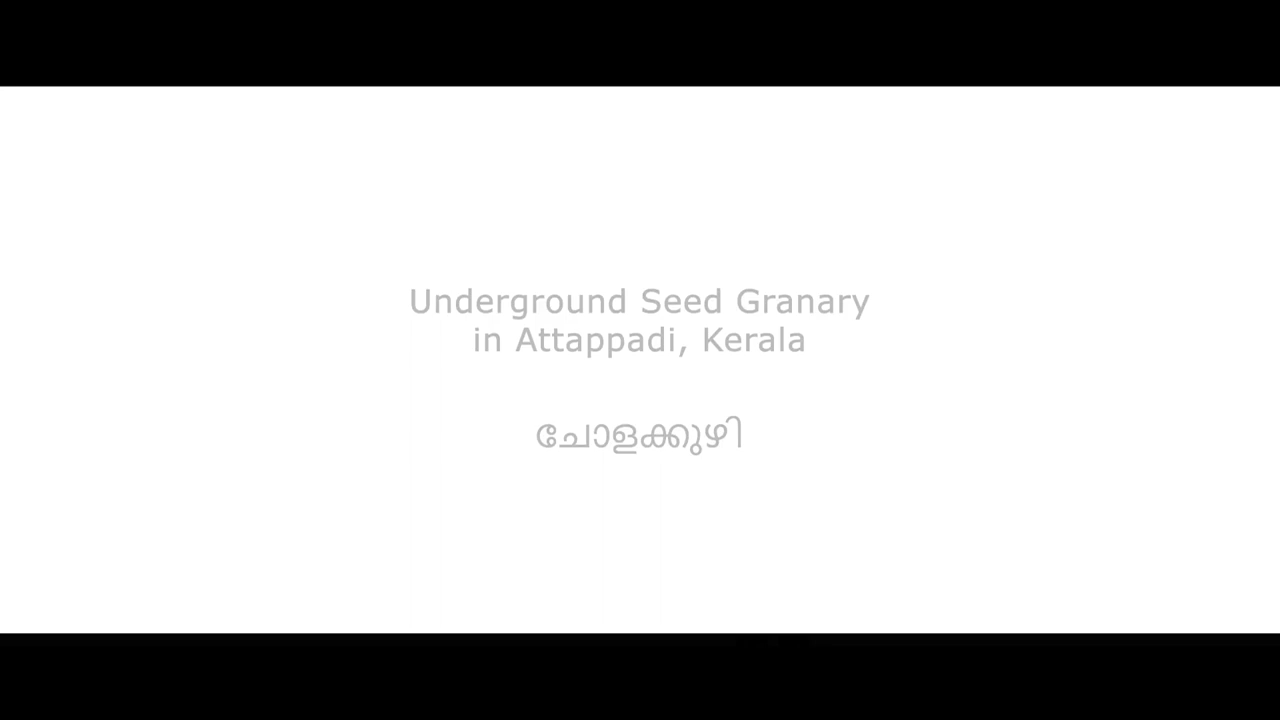 Underground Seed Granary
in Attappadi, Kerala
ചോളക്കുഴി